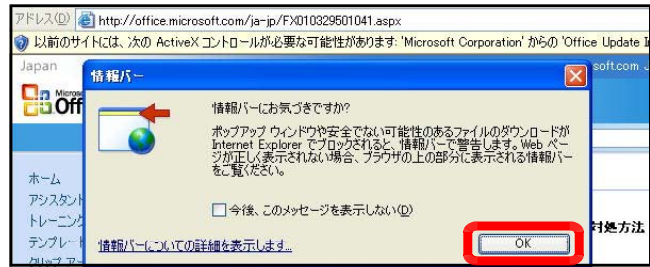 アドレス(D) http://office.microsoft.com/ja-jp/FX010329501041.aspx
以前のサイトには、次の ActiveX コントロールが必要な可能性があります: 'Microsoft Corporation' からの 'Office Update
Japan
soft.com
情報バー
Off
情報バーにお気づきですか?
ポップアップ ウィンドウや安全でない可能性のあるファイルのダウンロードが
Internet Explorer でブロックされると、情報バーで警告します。Web ペー
ジが正しく表示されない場合、ブラウザの上の部分に表示される情報バー
をご覧ください。
ホーム
アシスタント
トレーニング
テンプレート
今後、このメッセージを表示しない(D)
対処方法
情報バーについての詳細を表示します...
OK